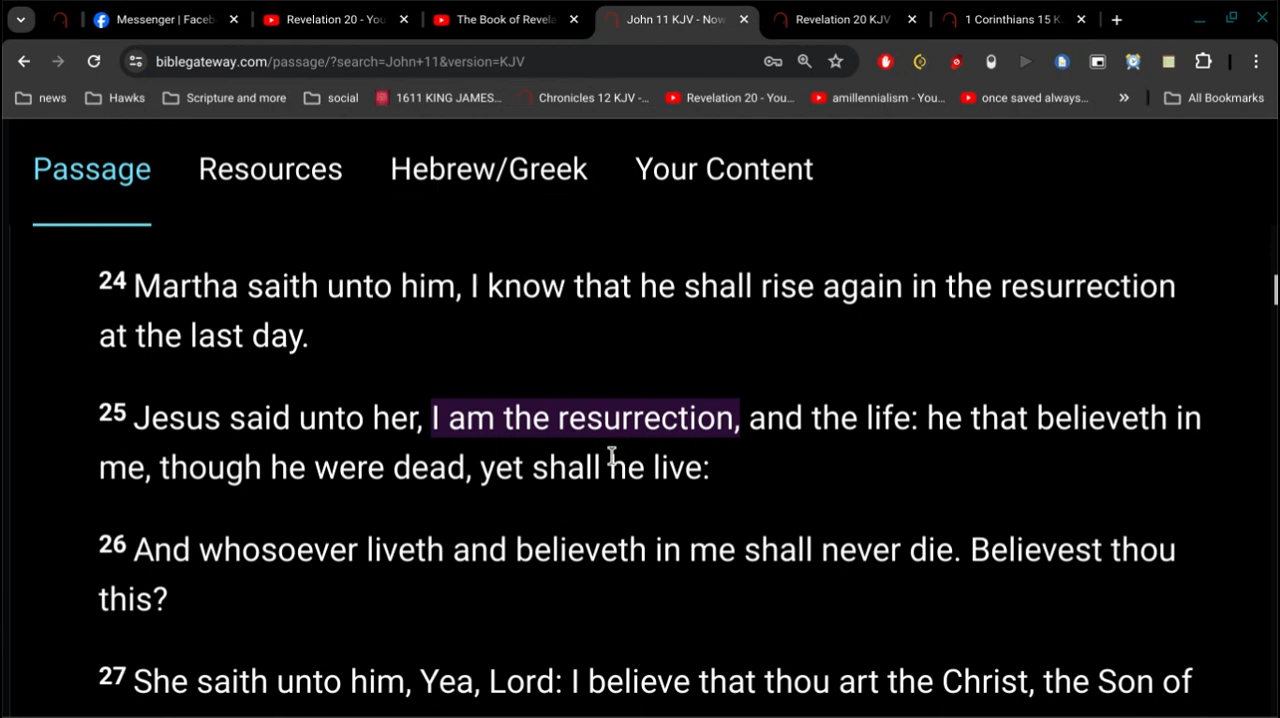 Messenger | Faceb
Revelation 20 - You
The Book of Revela
John 11 KJV - Now
Revelation 20 KJV
1 Corinthians 15 K
biblegateway.com/passage/?search=John+11&version=KJV
news
Hawks
Scripture and more
social
1611 KING JAMES...
Chronicles 12 KJV -...
Revelation 20 - You...
amillennialism - You...
once saved always...
»
All Bookmarks
Passage
Resources
Hebrew/Greek
Your Content
24 Martha saith unto him, I know that he shall rise again in the resurrection
at the last day.
25 Jesus said unto her, I am the resurrection, and the life: he that believeth in
me, though he were dead, yet shall he live:
26 And whosoever liveth and believeth in me shall never die. Believest thou
this?
27 She saith unto him, Yea, Lord: I believe that thou art the Christ, the Son of